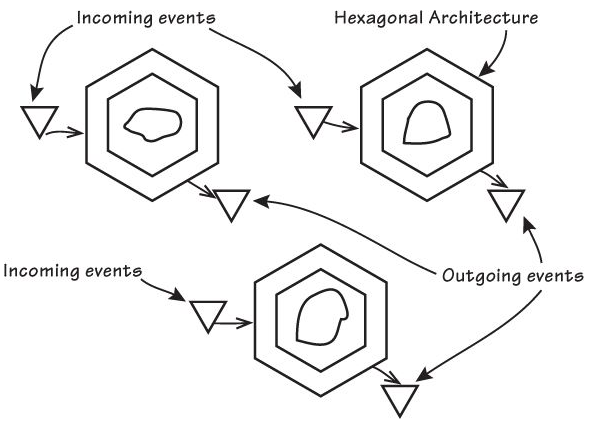 Incoming events
Hexagonal Architecture
Incoming events
Outgoing events